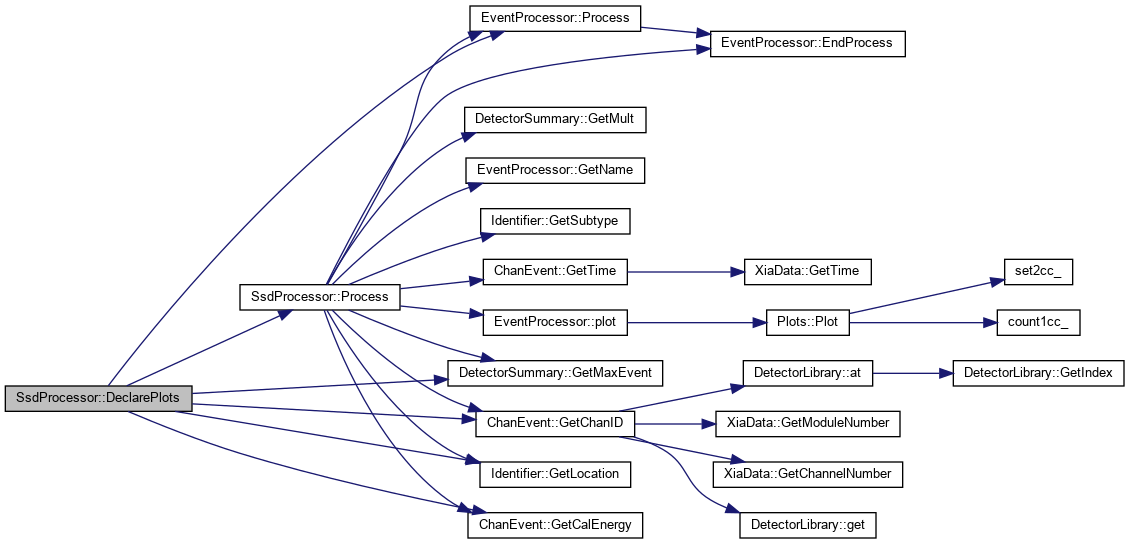 EventProcessor::Process
EventProcessor::EndProcess
DetectorSummary::GetMult
EventProcessor::GetName
Identifier::GetSubtype
ChanEvent::GetTime
XiaData::GetTime
set2cc_
SsdProcessor::Process
EventProcessor::plot
Plots::Plot
count1cc_
DetectorSummary::GetMaxEvent
DetectorLibrary::at
DetectorLibrary::GetIndex
SsdProcessor::DeclarePlots
ChanEvent::GetChanID
XiaData::GetModuleNumber
Identifier::GetLocation
XiaData::GetChannelNumber
ChanEvent::GetCalEnergy
DetectorLibrary::get